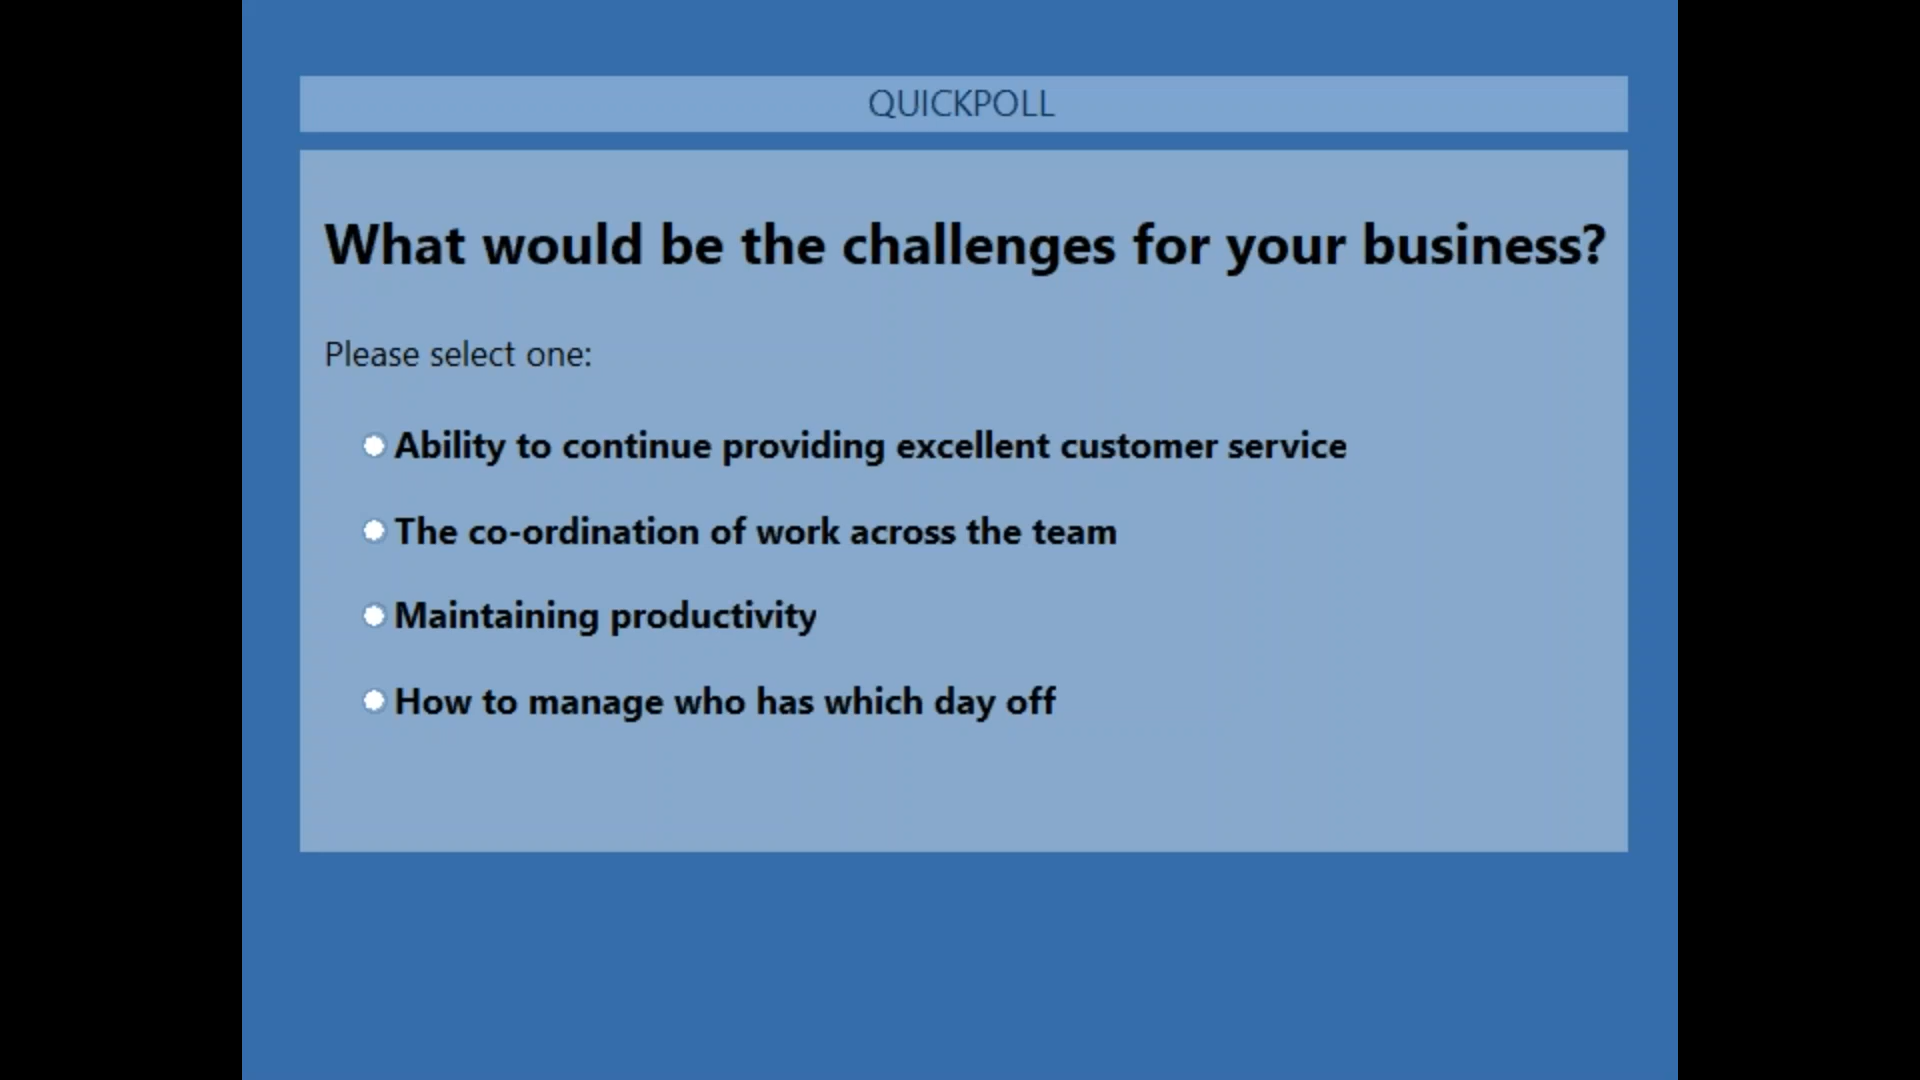 QUICKPOLL
What would be the challenges for your business?
Please select one:
Ability to continue providing excellent customer service
The co-ordination of work across the team
Maintaining productivity
How to manage who has which day off